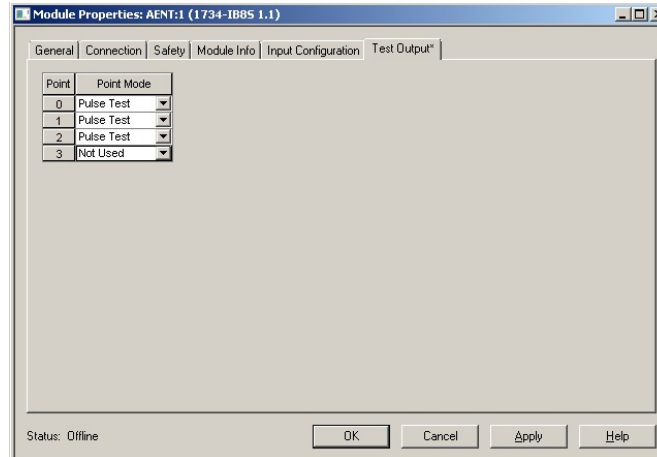 Module Properties: AENT:1 (1734-IB8S 1.1)
General Connection Safety Module Info Input Configuration Test Output*
Point Point Mode
0 Pulse Test
1 Pulse Test
2 Pulse Test
3 Not Used
Status: Offline OK Cancel Apply Help